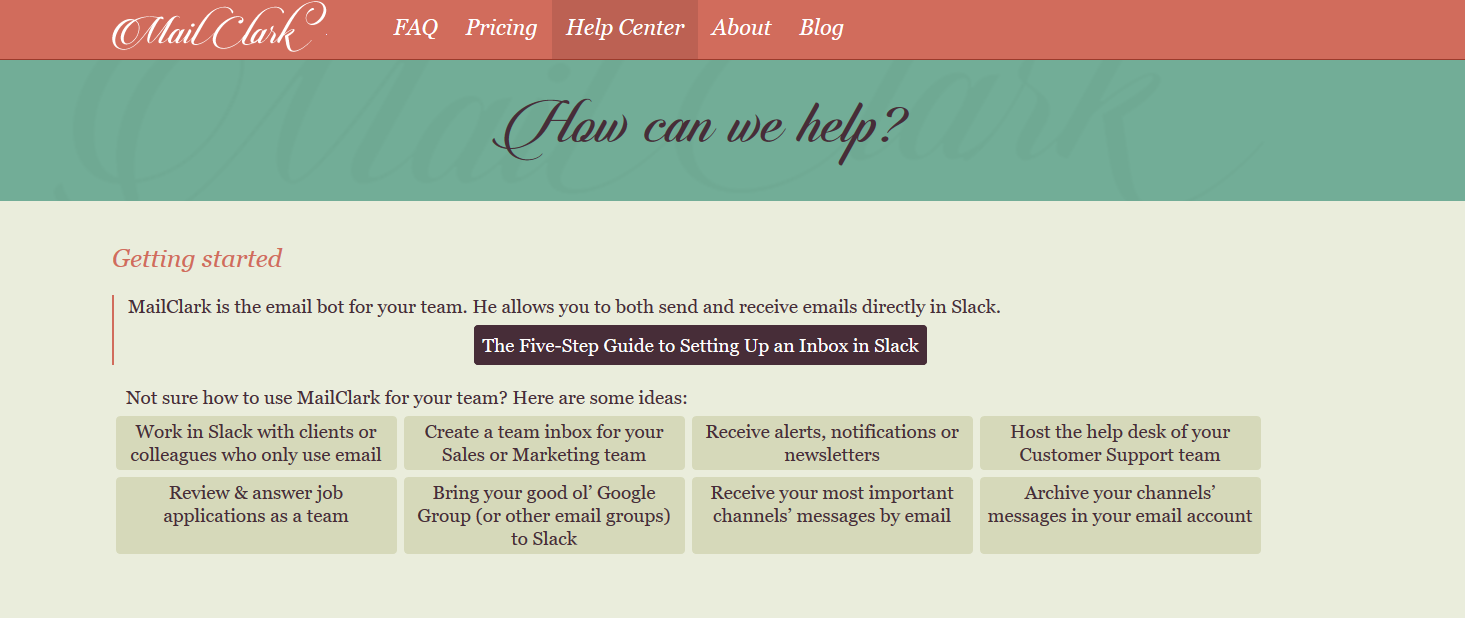 MailClark
FAQ
Pricing
Help Center
About
Blog
MailClark
How can we help?
Getting started
MailClark is the email bot for your team. He allows you to both send and receive emails directly in Slack.
The Five-Step Guide to Setting Up an Inbox in Slack
Not sure how to use MailClark for your team? Here are some ideas:
Work in Slack with clients or
colleagues who only use email
Create a team inbox for your
Sales or Marketing team
Receive alerts, notifications or
newsletters
Host the help desk of your
Customer Support team
Review & answer job
applications as a team
Bring your good ol’ Google
Group (or other email groups)
to Slack
Receive your most important
channels’ messages by email
Archive your channels’
messages in your email account